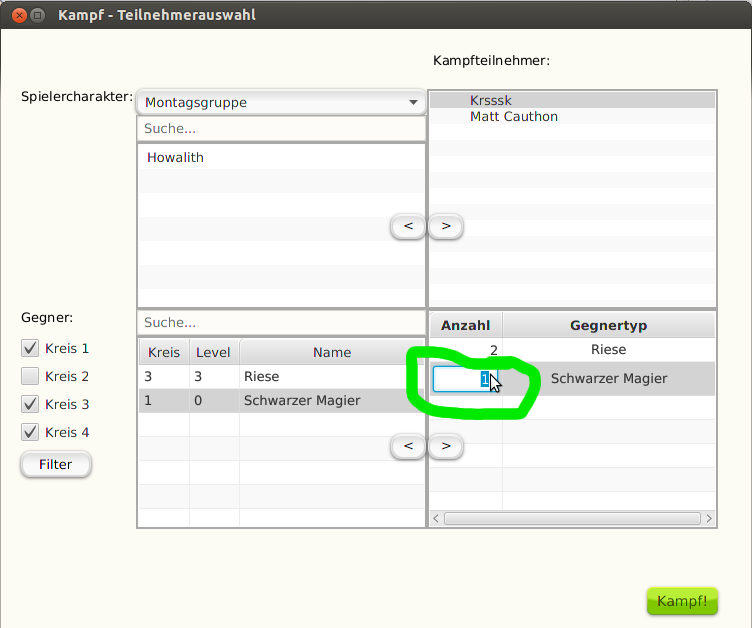 Kampf - Teilnehmerauswahl
Kampfteilnehmer:
Spielercharakter:
Montagsgruppe
Suche...
Howalith
Krsssk
Matt Cauthon
<
>
Gegner:
Kreis 1
Kreis 2
Kreis 3
Kreis 4
Filter
Suche...
Kreis Level Name
3 3 Riese
1 0 Schwarzer Magier
Anzahl Gegnertyp
2 Riese
1 Schwarzer Magier
<
>
Kampf!